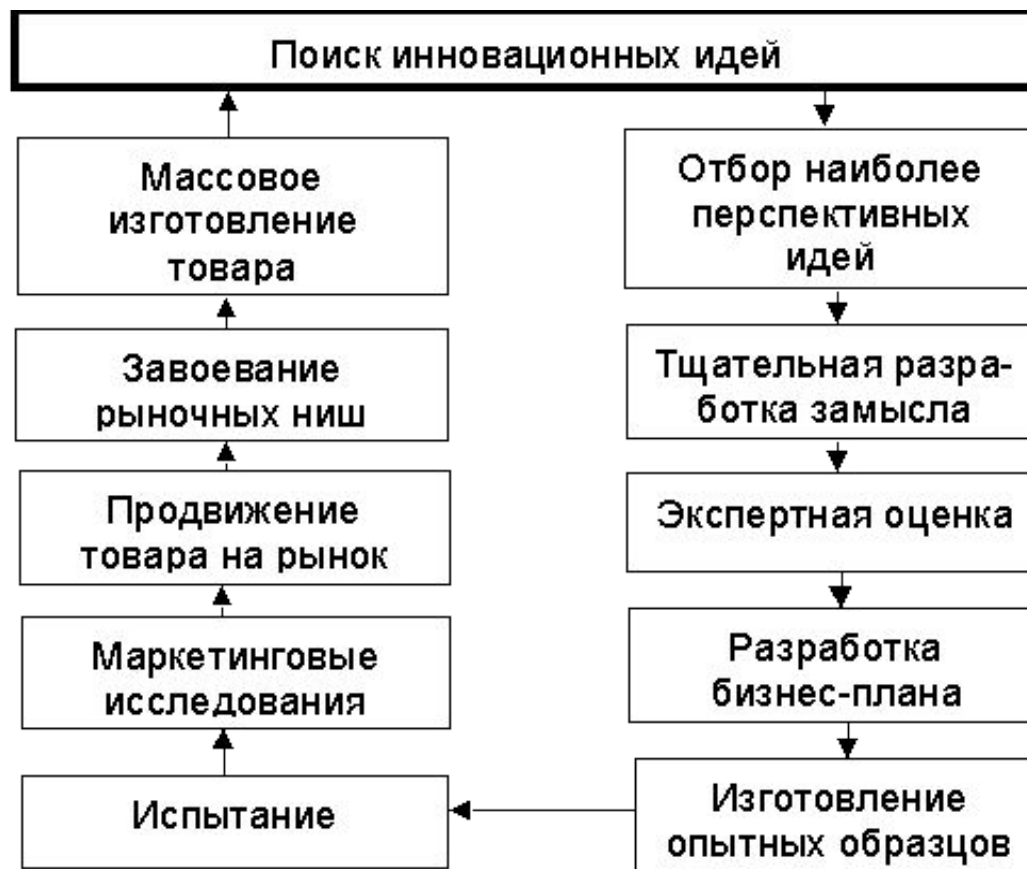 Поиск инновационных идей
Отбор наиболее
перспективных
идей
Тщательная разра-
ботка замысла
Экспертная оценка
Разработка
бизнес-плана
Изготовление
опытных образцов
Испытание
Маркетинговые
исследования
Продвижение
товара на рынок
Завоевание
рыночных ниш
Массовое
изготовление
товара